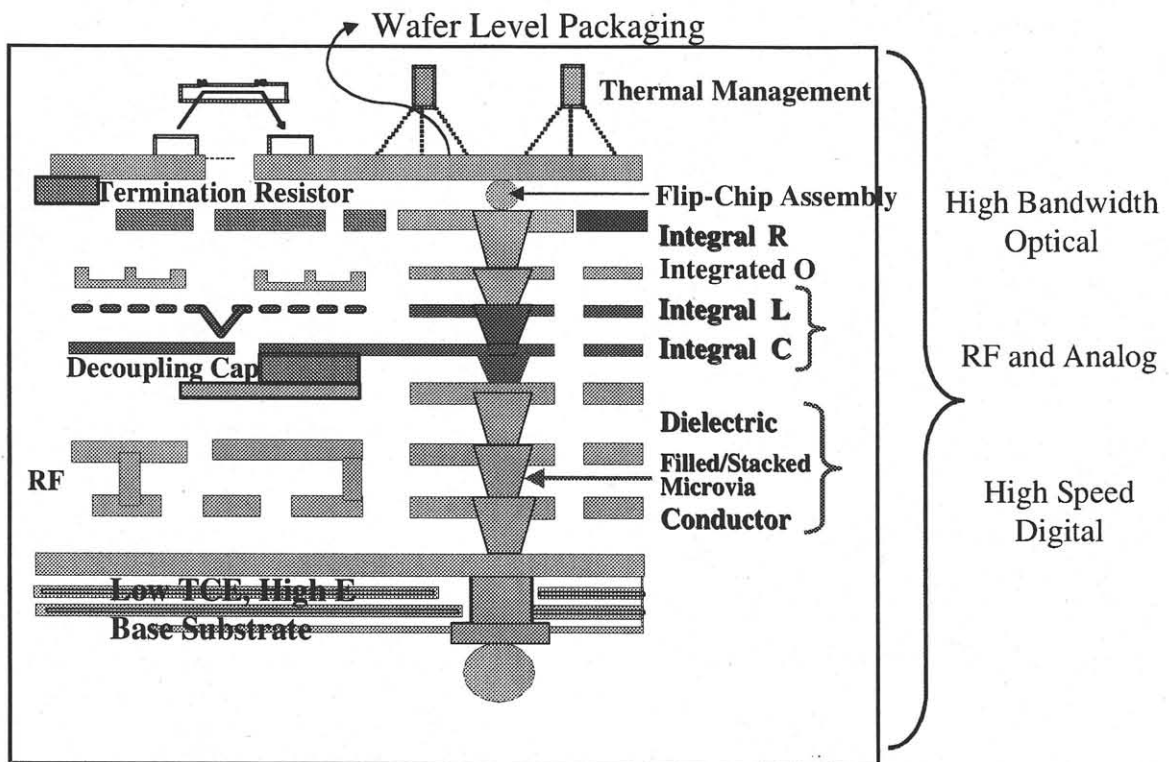 Wafer Level Packaging
Thermal Management
Termination Resistor
Flip-Chip Assembly
Integral R
Integrated O
Integral L
Integral C
Decoupling Cap
Dielectric
Filled/Stacked
Microvia
RF
Conductor
Low TCE, High E
Base Substrate
High Bandwidth
Optical
RF and Analog
High Speed
Digital